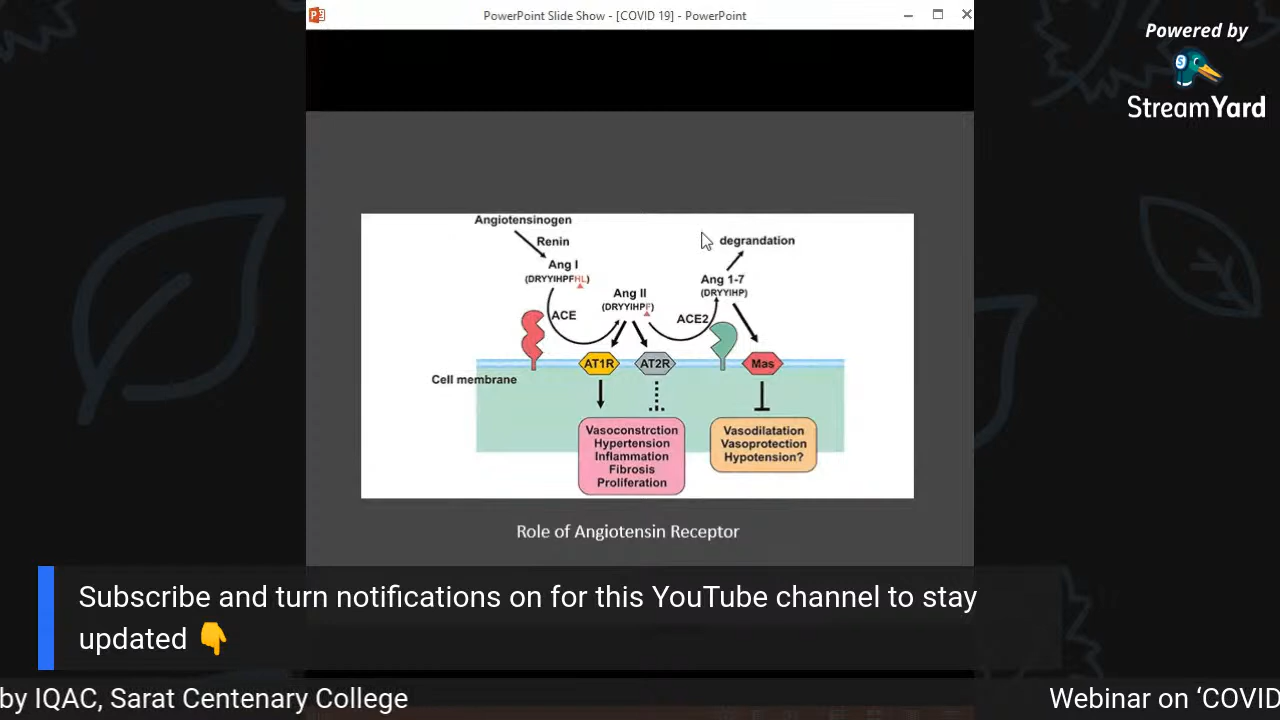 PowerPoint Slide Show - [COVID 19] - PowerPoint
Powered by
StreamYard
Angiotensinogen
Renin
Ang I
(DRYYIHPFHL)
ACE
Ang II
(DRYYIHPF)
ACE2
degrandation
Ang 1-7
(DRYYIHP)
AT1R
AT2R
Mas
Cell membrane
Vasoconstrction
Hypertension
Inflammation
Fibrosis
Proliferation
Vasodilatation
Vasoprotection
Hypotension?
Role of Angiotensin Receptor
Subscribe and turn notifications on for this YouTube channel to stay
updated 👇
by IQAC, Sarat Centenary College
Webinar on ‘COVID